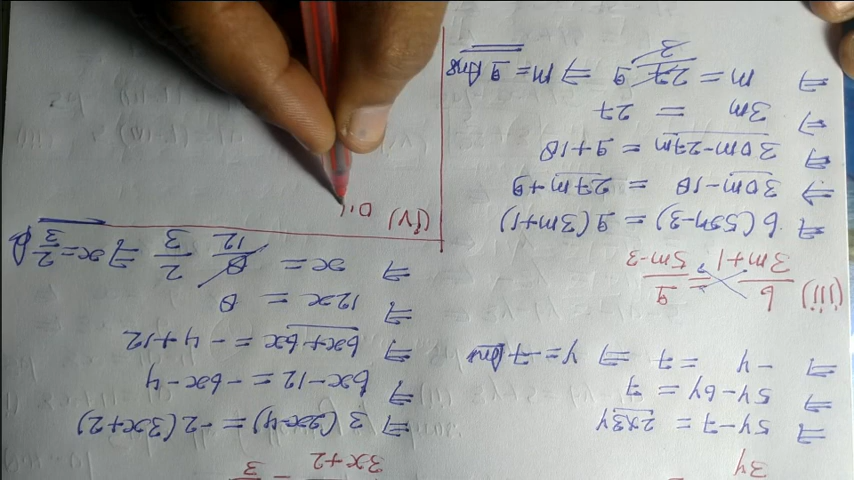 3y
⇒ 5y-7 = 2×3y
⇒ 5y-6y = 7
⇒ -y = 7 ⇒ y=-7 Ans
(iii) 6/3m+1 = 9/5m-3
⇒ 6(5m-3) = 9(3m+1)
⇒ 30m-18 = 27m+9
⇒ 30m-27m = 9+18
⇒ 3m = 27
⇒ m = 27/3 9 ⇒ m = 9 Ans
3x+2 3
⇒ 3(2x-4) = -2(3x+2)
⇒ 6x-12 = -6x-4
⇒ 6x+6x = -4+12
⇒ 12x = 8
⇒ x = 8/12 2/3 ⇒ x = 2/3
(iv) 0.